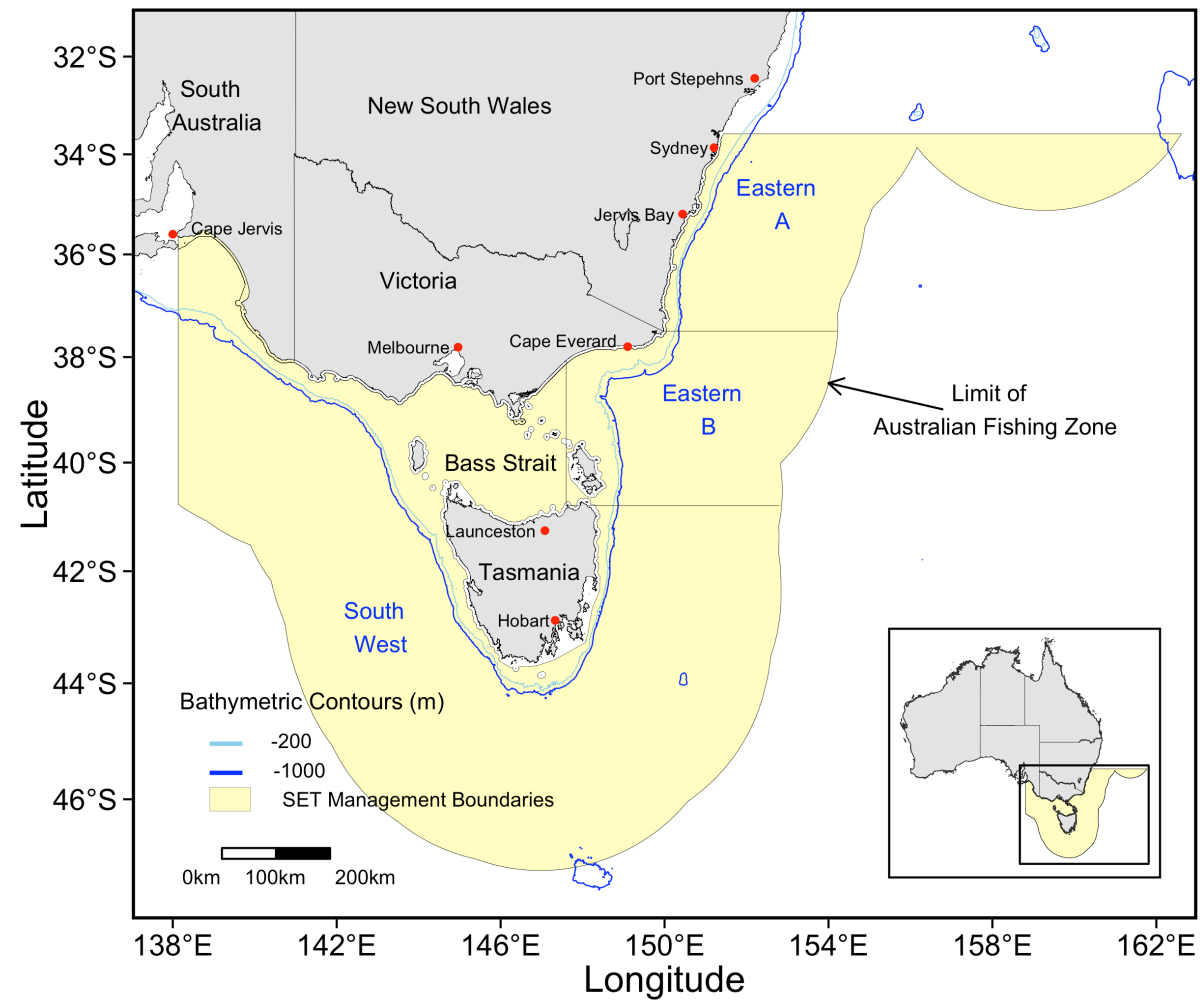 32°S
34°S
36°S
38°S
40°S
42°S
44°S
46°S
Latitude
South
Australia
New South Wales
Port Stepehns
Sydney
Eastern
A
Jervis Bay
Cape Jervis
Victoria
Melbourne
Cape Everard
Eastern
B
Limit of
Australian Fishing Zone
Bass Strait
Launceston
Tasmania
Hobart
South
West
Bathymetric Contours (m)
-200
-1000
SET Management Boundaries
0km 100km 200km
138°E 142°E 146°E 150°E 154°E 158°E 162°E
Longitude